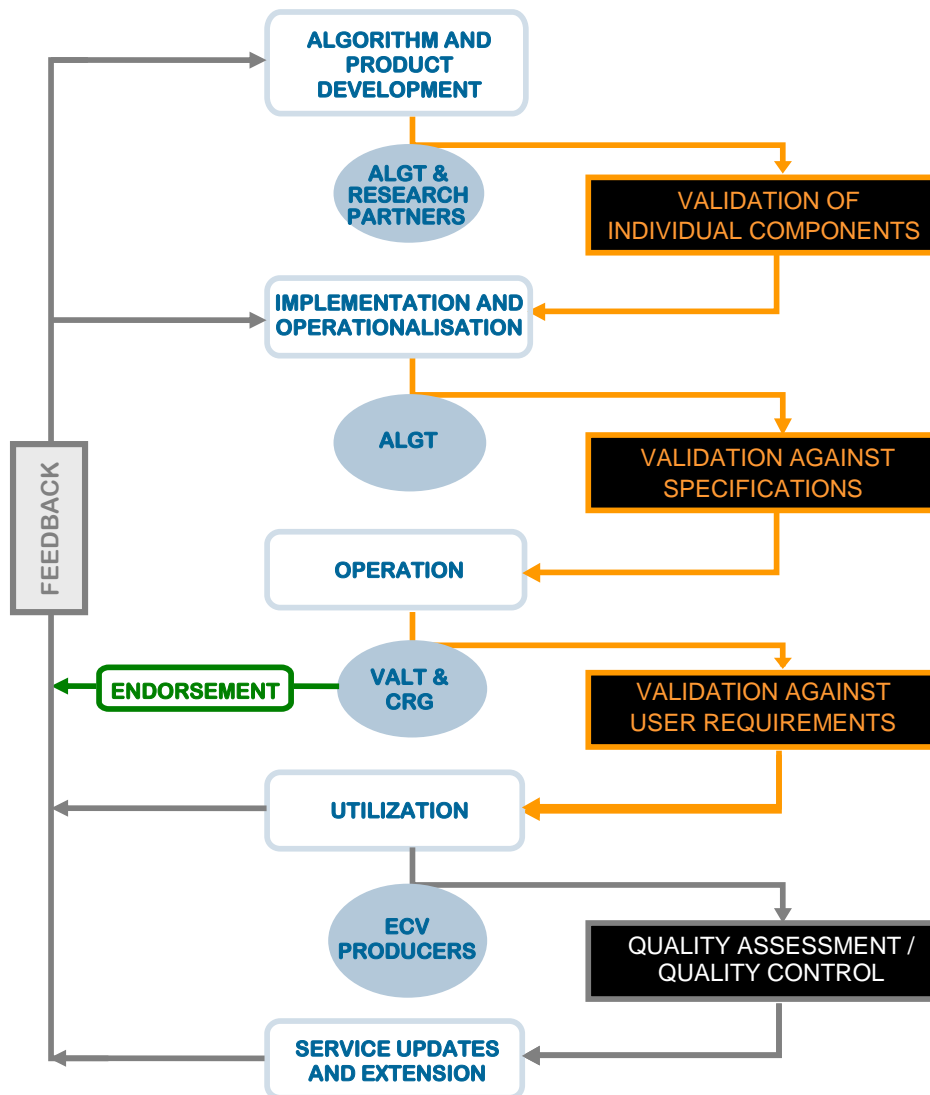 ALGORITHM AND
PRODUCT
DEVELOPMENT
ALGT &
RESEARCH
PARTNERS
VALIDATION OF
INDIVIDUAL COMPONENTS
IMPLEMENTATION AND
OPERATIONALISATION
ALGT
VALIDATION AGAINST
SPECIFICATIONS
FEEDBACK
OPERATION
ENDORSEMENT
VALT &
CRG
VALIDATION AGAINST
USER REQUIREMENTS
UTILIZATION
ECV
PRODUCERS
QUALITY ASSESSMENT /
QUALITY CONTROL
SERVICE UPDATES
AND EXTENSION